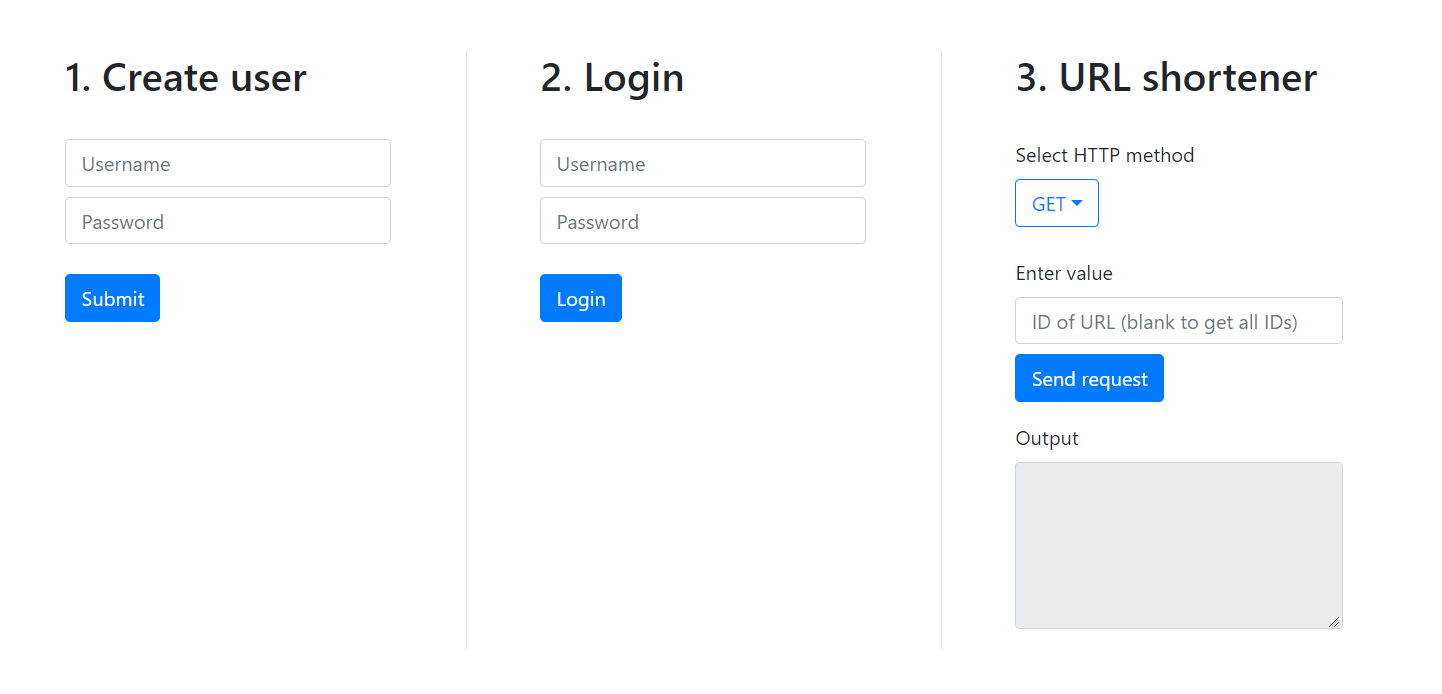 1. Create user
Username
Password
Submit
2. Login
Username
Password
Login
3. URL shortener
Select HTTP method
GET
Enter value
ID of URL (blank to get all IDs)
Send request
Output